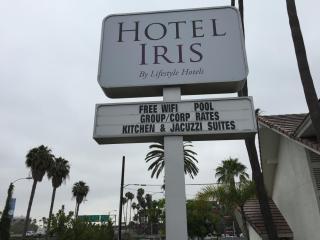 HOTEL
IRIS
By Lifestyle Hotels
FREE WIFI POOL
GROUP/CORP RATES
KITCHEN & JACUZZI SUITES